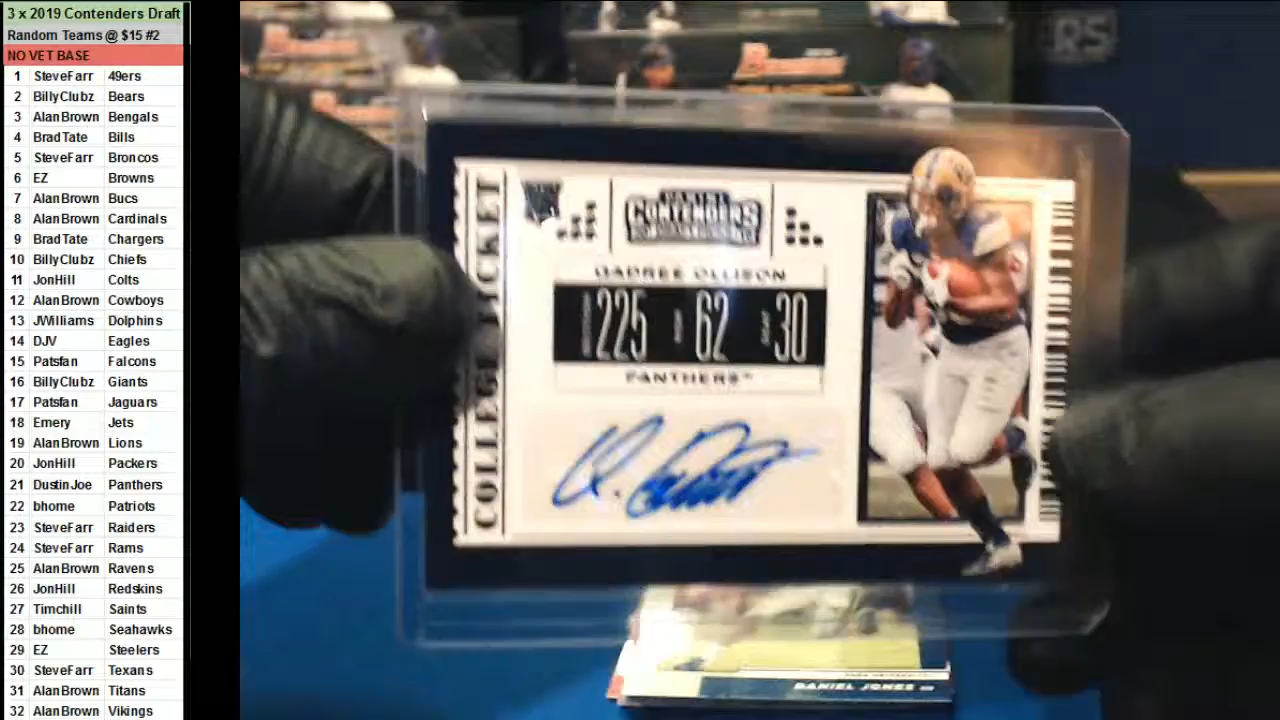 3 x 2019 Contenders Draft
Random Teams @ $15 #2
NO VET BASE
1 SteveFarr 49ers
2 BillyClubz Bears
3 AlanBrown Bengals
4 BradTate Bills
5 SteveFarr Broncos
6 EZ Browns
7 AlanBrown Bucs
8 AlanBrown Cardinals
9 BradTate Chargers
10 BillyClubz Chiefs
11 JonHill Colts
12 AlanBrown Cowboys
13 JWilliams Dolphins
14 DJV Eagles
15 Patsfan Falcons
16 BillyClubz Giants
17 Patsfan Jaguars
18 Emery Jets
19 AlanBrown Lions
20 JonHill Packers
21 DustinJoe Panthers
22 bhome Patriots
23 SteveFarr Raiders
24 SteveFarr Rams
25 AlanBrown Ravens
26 JonHill Redskins
27 Timchill Saints
28 bhome Seahawks
29 EZ Steelers
30 SteveFarr Texans
31 AlanBrown Titans
32 AlanBrown Vikings
COLLEGE TICKET
PANINI
CONTENDERS
QADREE OLLISON
225 62 30
PANTHERS™
DANIEL JONES